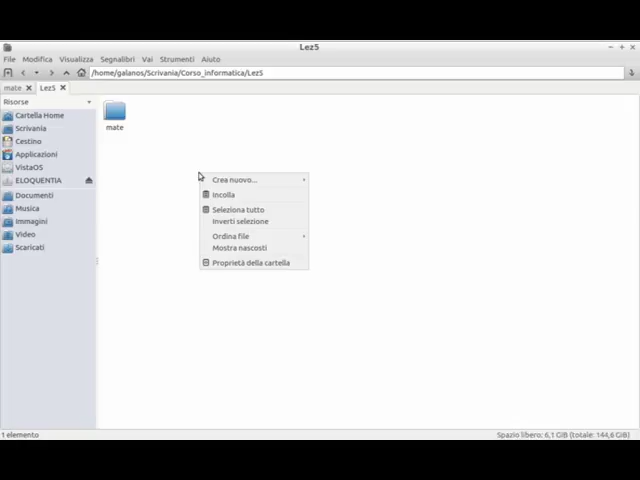 Lez5
File Modifica Visualizza Segnalibri Vai Strumenti Aiuto
/home/galanos/Scrivania/Corso_informatica/Lez5
mate Lez5
Risorse
Cartella Home
Scrivania
Cestino
Applicazioni
VistaOS
ELOQUENTIA
Documenti
Musica
Immagini
Video
Scaricati
mate
Crea nuovo...
Incolla
Seleziona tutto
Inverti selezione
Ordina file
Mostra nascosti
Proprietà della cartella
1 elemento Spazio libero: 6,1 GiB (totale: 144,6 GiB)